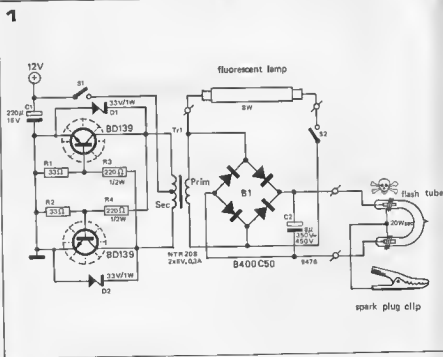 1
12V
S1
fluorescent lamp
8W
C1
220µ
16V
33V/1W
D1
BD139
Tr1
S2
R1
33Ω
R3
220Ω
1/2W
Sec
Prim
B1
flash tube
20Wsec
R2
33Ω
R4
220Ω
1/2W
C2
8µ
350V-
450V
BD139
NTR208
2x6V,0,3A
B400C50
9476
33V/1W
D2
spark plug clip